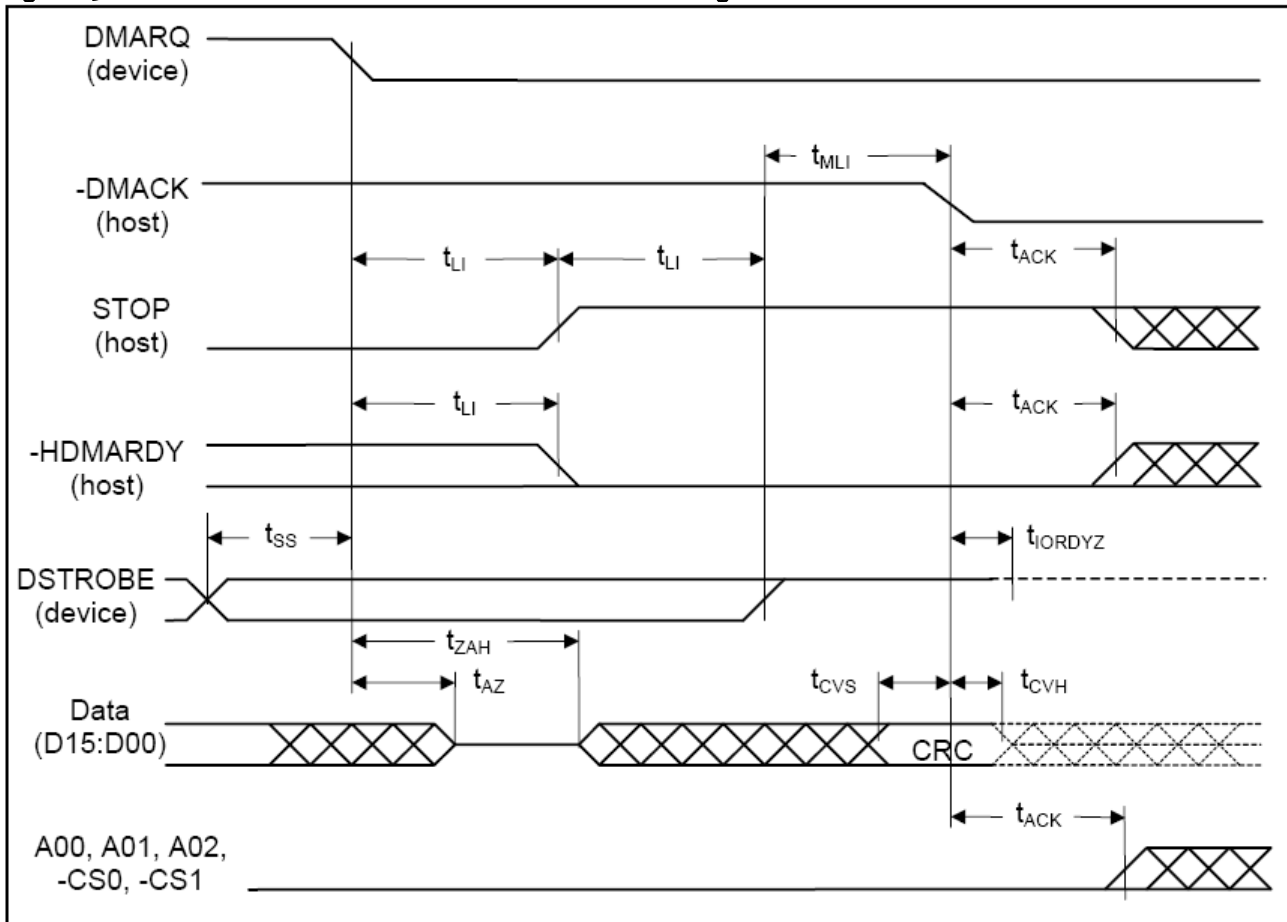 DMARQ
(device)
tMLI
-DMACK
(host)
tLI
tLI
tACK
STOP
(host)
tLI
tACK
-HDMARDY
(host)
tSS
tIORDYZ
DSTROBE
(device)
tZAH
tAZ
tCVS
tCVH
Data
(D15:D00)
CRC
tACK
A00, A01, A02,
-CS0, -CS1